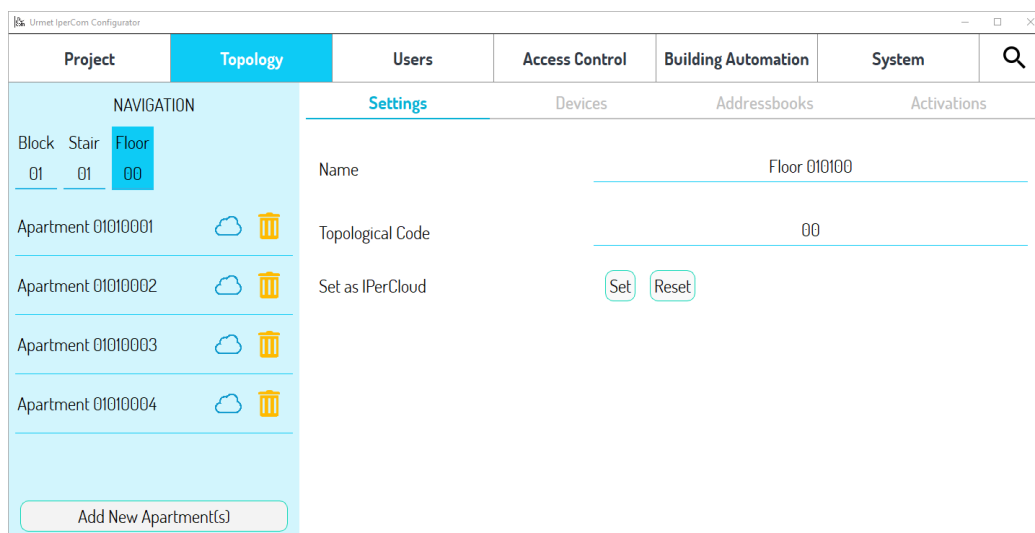 Urmet IperCom Configurator
Project Topology Users Access Control Building Automation System
NAVIGATION
Settings Devices Addressbooks Activations
Block Stair Floor
01 01 00
Name Floor 010100
Apartment 01010001
Topological Code 00
Apartment 01010002
Set as IPerCloud Set Reset
Apartment 01010003
Apartment 01010004
Add New Apartment(s)